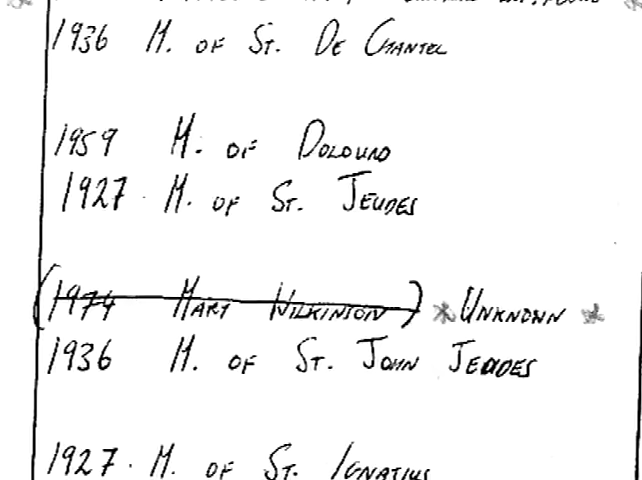 1936 M. OF ST. DE CHANTEL
1959 M. OF DOLOURO
1927. M. OF ST. JEUDES
(1974 MARY WILKINSON) * UNKNOWN *
1936 M. OF ST. JOHN JEUDES
1927. M. OF ST. IGNATIUS